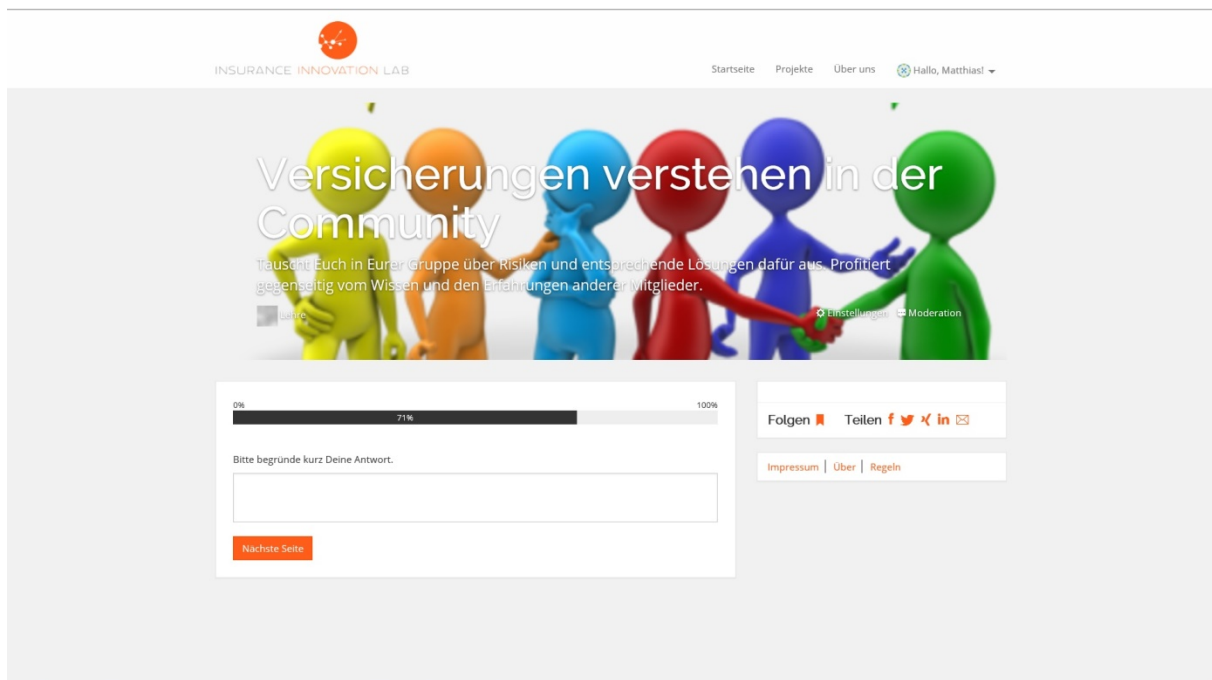 INSURANCE INNOVATION LAB
Startseite Projekte Über uns Hallo, Matthias!
Versicherungen verstehen in der
Community
Tauscht Euch in Eurer Gruppe über Risiken und entsprechende Lösungen dafür aus. Profitiert
gegenseitig vom Wissen und den Erfahrungen anderer Mitglieder.
Lehre
Einstellungen Moderation
0% 100%
71%
Bitte begründe kurz Deine Antwort.
Nächste Seite
Folgen Teilen
Impressum | Über | Regeln